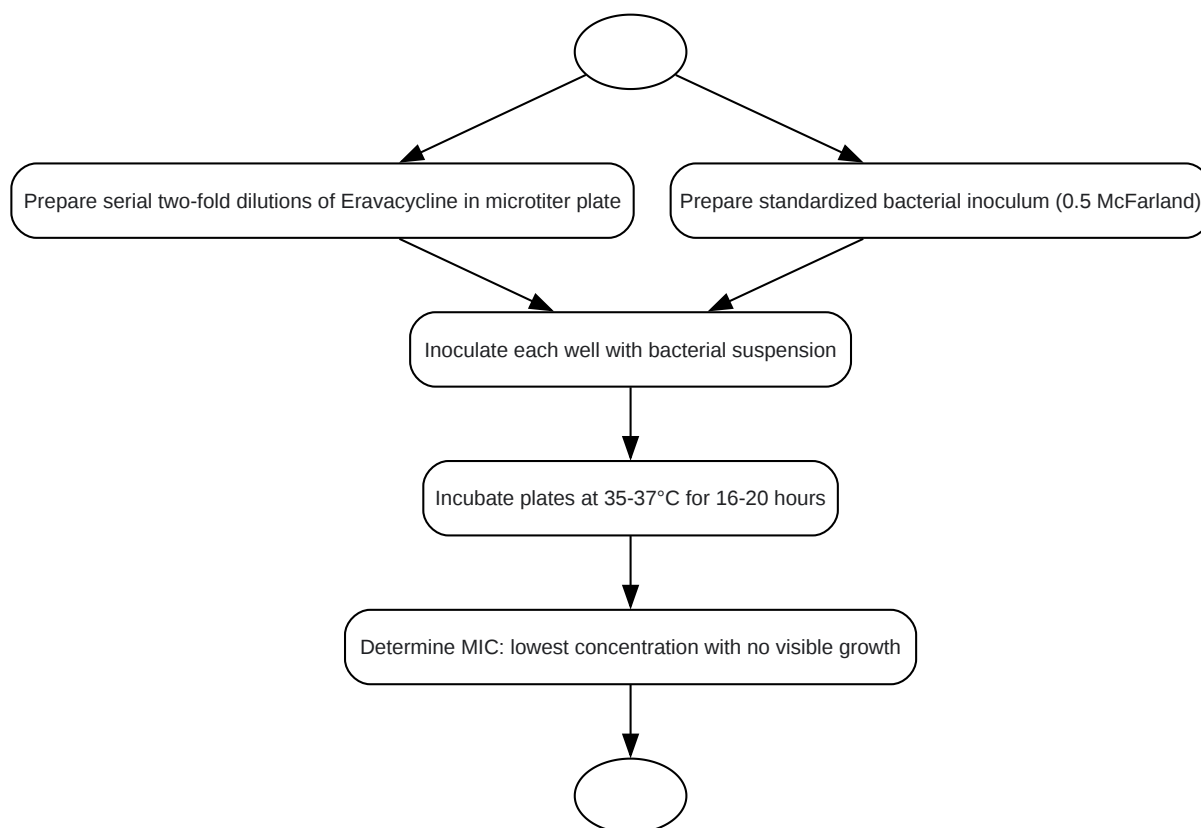 Prepare serial two-fold dilutions of Eravacycline in microtiter plate
Prepare standardized bacterial inoculum (0.5 McFarland)
Inoculate each well with bacterial suspension
Incubate plates at 35-37°C for 16-20 hours
Determine MIC: lowest concentration with no visible growth